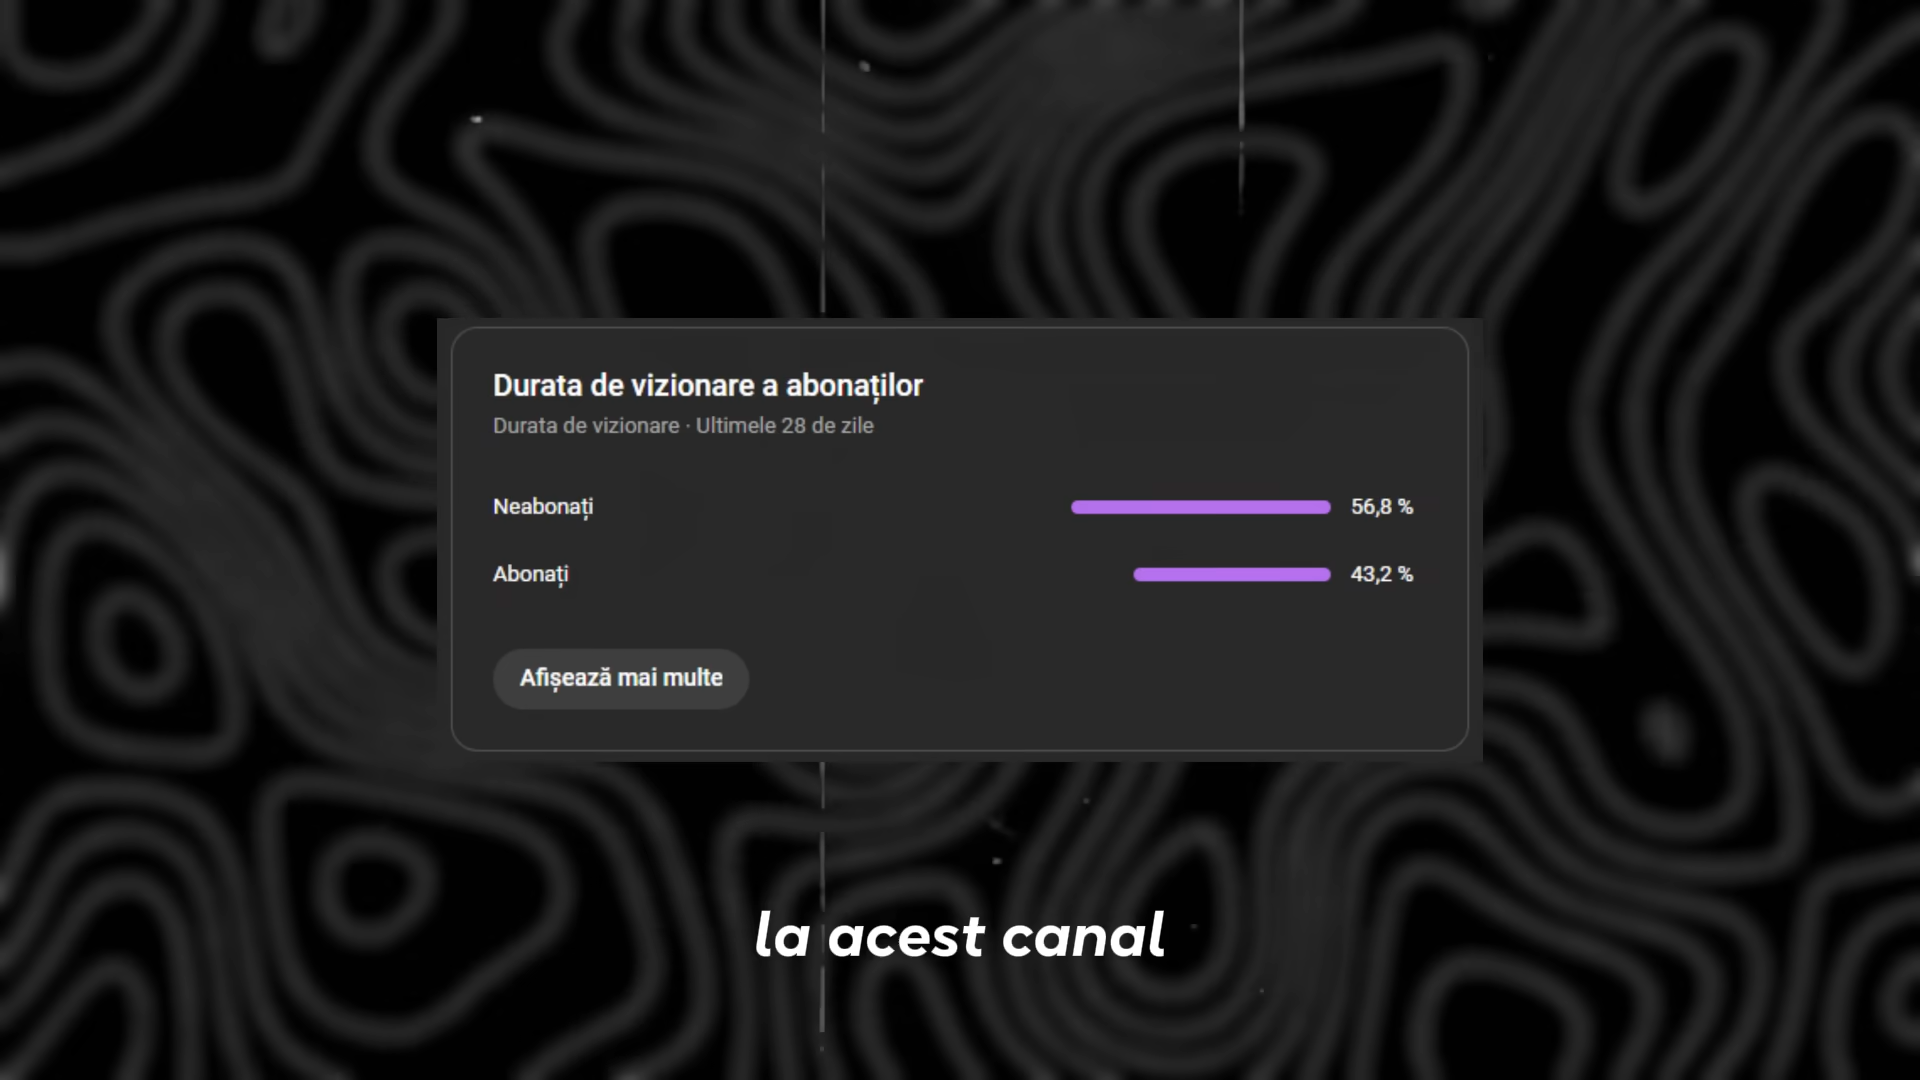 Durata de vizionare a abonaților
Durata de vizionare · Ultimele 28 de zile
Neabonați 56,8 %
Abonați 43,2 %
Afișează mai multe
la acest canal